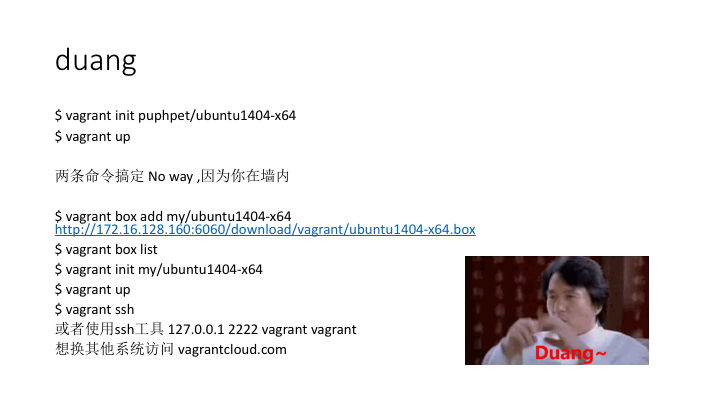 duang
$ vagrant init puphpet/ubuntu1404-x64
$ vagrant up
两条命令搞定 No way ,因为你在墙内
$ vagrant box add my/ubuntu1404-x64
http://172.16.128.160:6060/download/vagrant/ubuntu1404-x64.box
$ vagrant box list
$ vagrant init my/ubuntu1404-x64
$ vagrant up
$ vagrant ssh
或者使用ssh工具 127.0.0.1 2222 vagrant vagrant
想换其他系统访问 vagrantcloud.com
Duang~